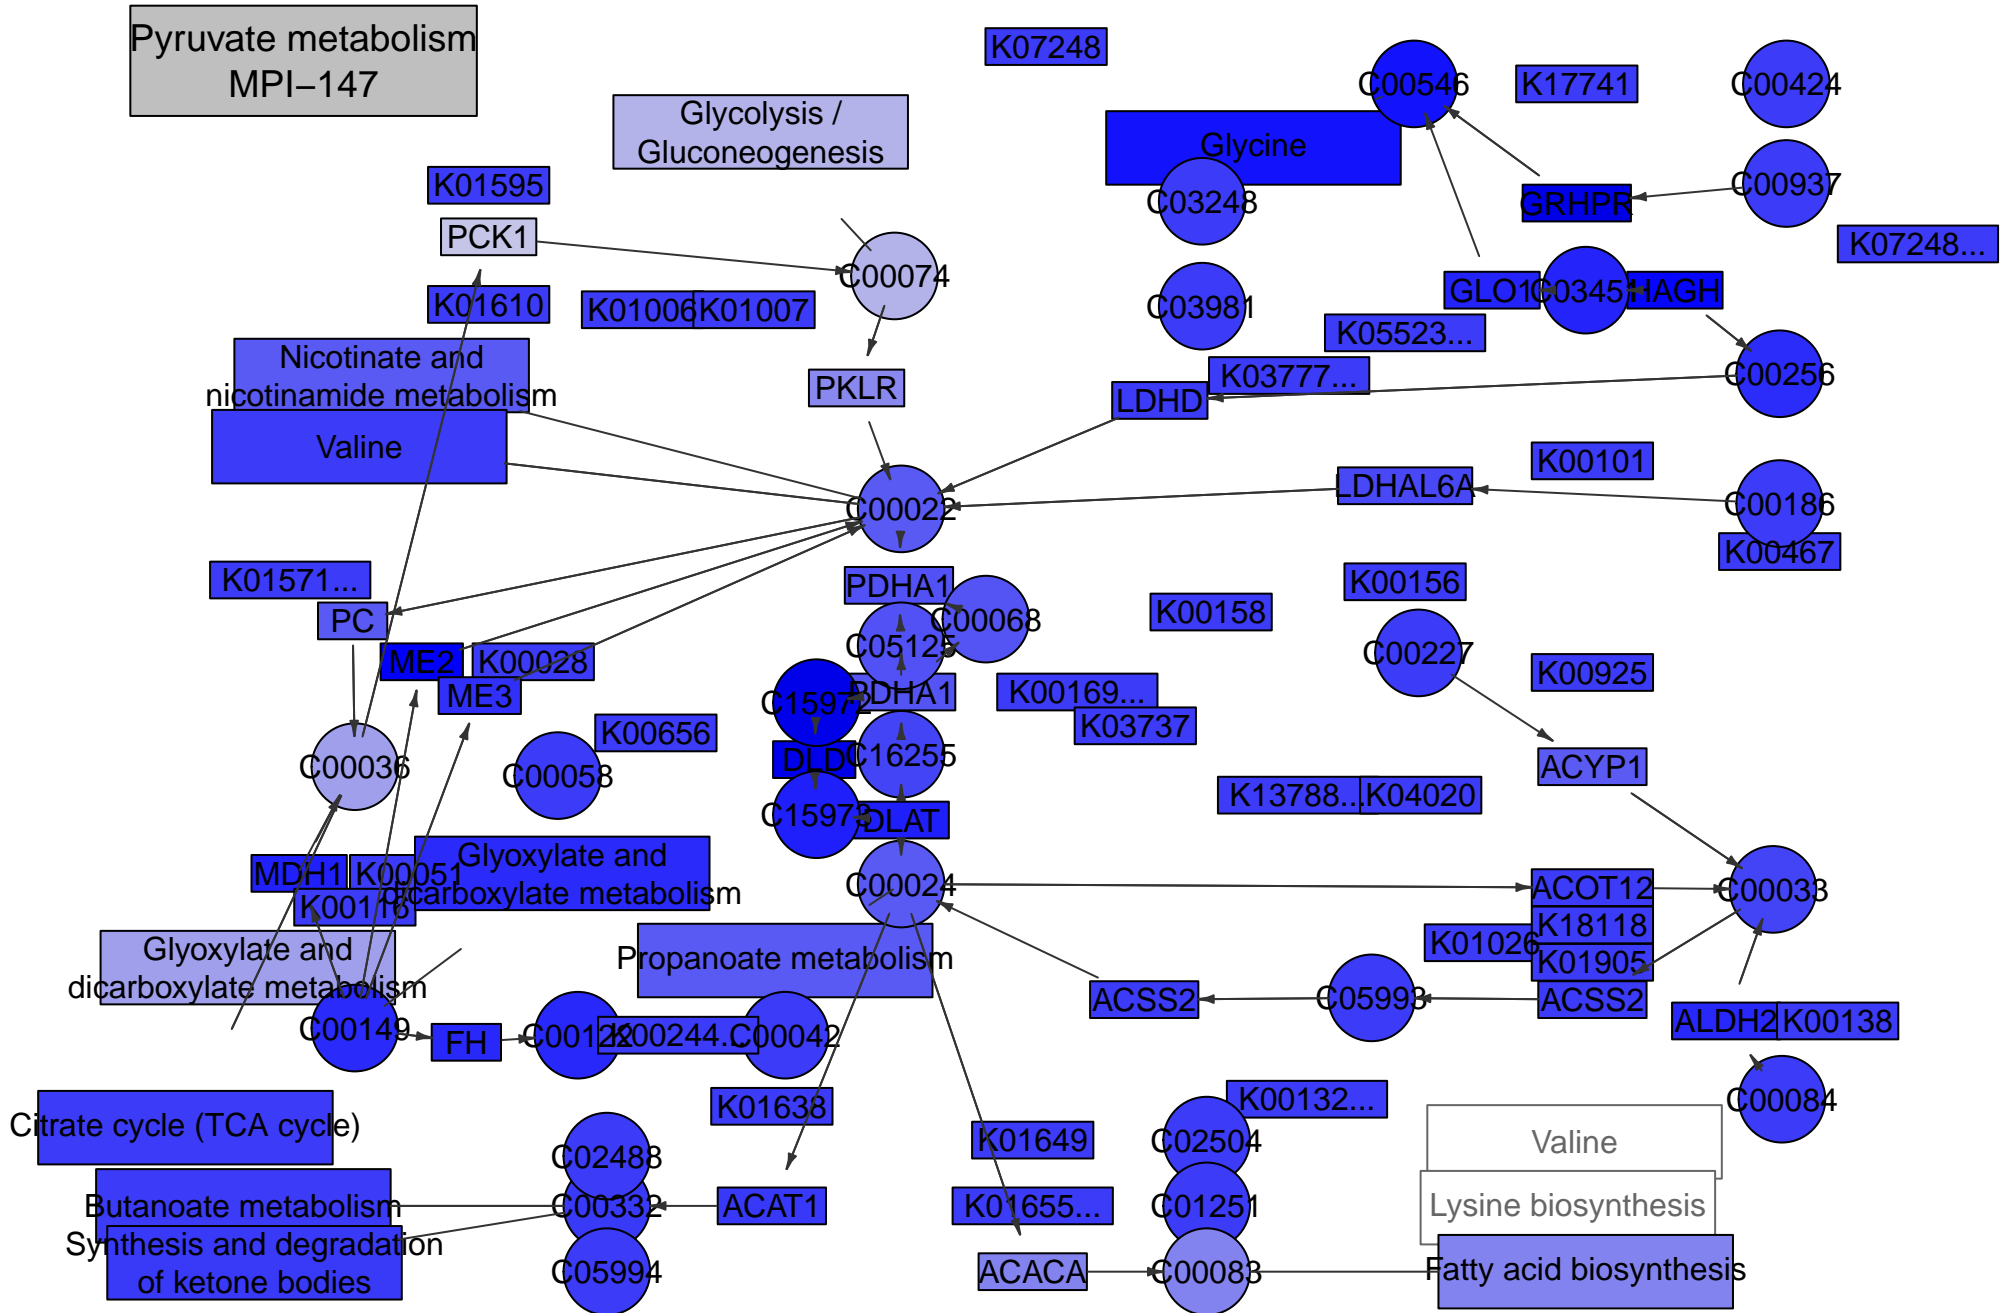 Pyruvate metabolism
MPI−147
K07248
C00546
K17741
C00424
Glycolysis /
Gluconeogenesis
Glycine
K01595
C03248
GRHPR
C00937
PCK1
K07248...
C00074
K01610
K01006
K01007
C03981
GLO1
C03451
HAGH
K05523...
Nicotinate and
nicotinamide metabolism
PKLR
K03777...
LDHD
C00256
Valine
K00101
LDHAL6A
C00022
C00186
K00467
K01571...
PDHA1
K00156
PC
C00068
K00158
C05125
C00227
ME2
K00028
K00925
ME3
C15972
PDHA1
K00169...
K03737
K00656
C00036
C00058
DLD
C16255
ACYP1
K13788...
K04020
C15973
DLAT
MDH1
K00051
Glyoxylate and
dicarboxylate metabolism
K00116
C00024
ACOT12
C00033
K18118
Glyoxylate and
dicarboxylate metabolism
Propanoate metabolism
K01026
K01905
C00149
FH
C00122
K00244...
C00042
ACSS2
C05993
ACSS2
ALDH2
K00138
K01638
K00132...
C00084
Citrate cycle (TCA cycle)
C02488
K01649
C02504
Valine
Butanoate metabolism
C00332
ACAT1
K01655...
C01251
Lysine biosynthesis
Synthesis and degradation
of ketone bodies
C05994
ACACA
C00083
Fatty acid biosynthesis